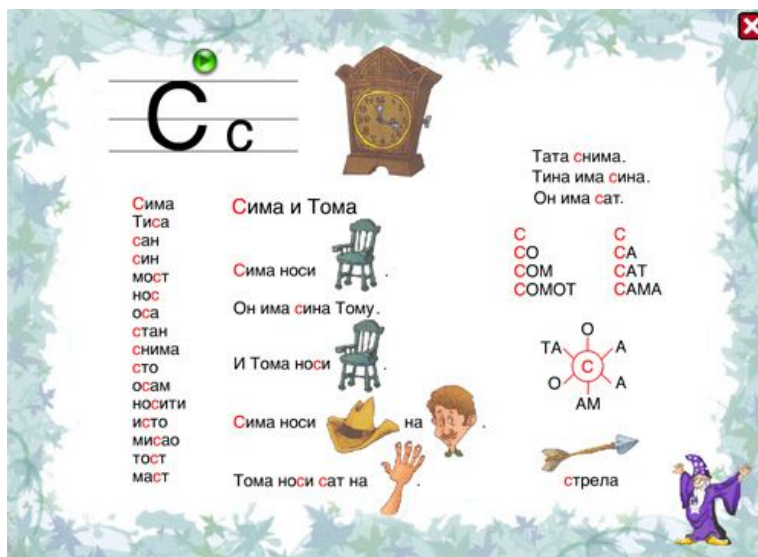 С с
Сима
Тиса
сан
син
мост
нос
оса
стан
снима
сто
осам
носити
исто
мисао
тост
маст
Сима и Тома
Сима носи .
Он има сина Тому.
И Тома носи .
Сима носи на .
Тома носи сат на .
Тата снима.
Тина има сина.
Он има сат.
С
СО
СОМ
СОМОТ
С
СА
САТ
САМА
О
ТА А
С
О А
АМ
стрела